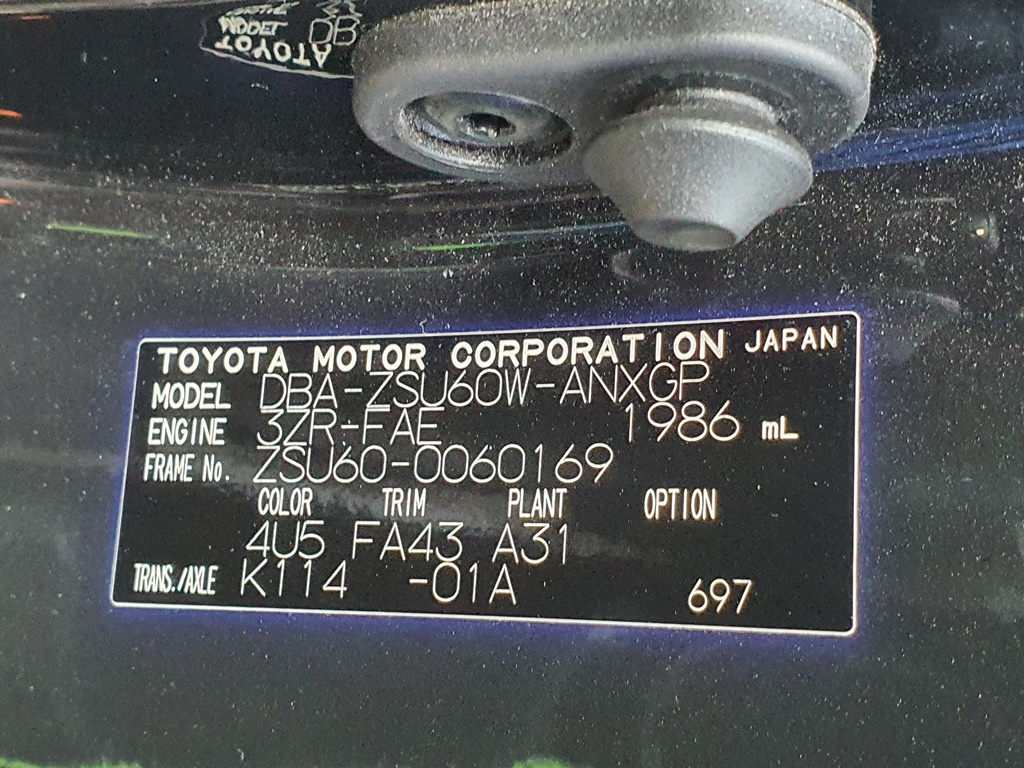 TOYOTA MOTOR CORPORATION JAPAN
MODEL DBA-ZSU60W-ANXGP
ENGINE 3ZR-FAE 1986 mL
FRAME No. ZSU60-0060169
COLOR TRIM PLANT OPTION
4U5 FA43 A31
TRANS./AXLE K114 -01A 697